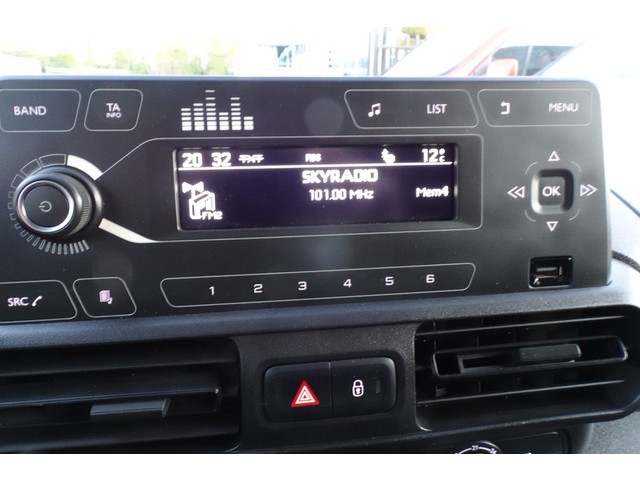 BAND
TA
INFO
LIST
MENU
20 32 TXT RDS 12°C
SKYRADIO
101.00 MHz
Mem4
FM2
OK
SRC
1 2 3 4 5 6